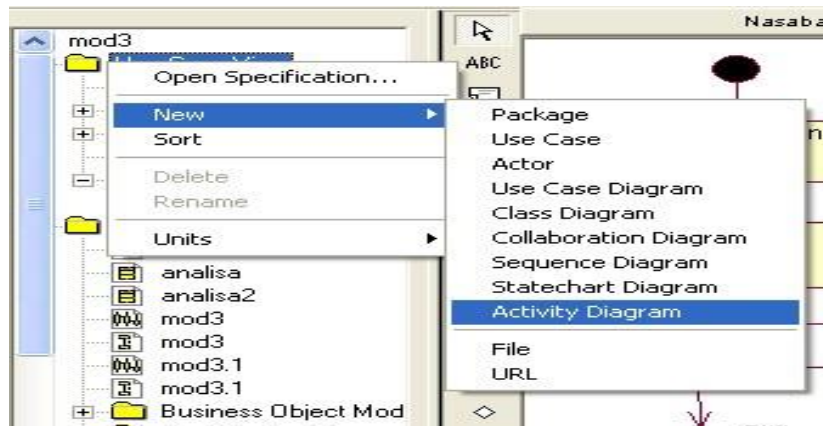 mod3
Open Specification...
New
Sort
Delete
Rename
Units
analisa
analisa2
mod3
mod3
mod3.1
mod3.1
Business Object Mod
ABC
Package
Use Case
Actor
Use Case Diagram
Class Diagram
Collaboration Diagram
Sequence Diagram
Statechart Diagram
Activity Diagram
File
URL
Nasaba
n